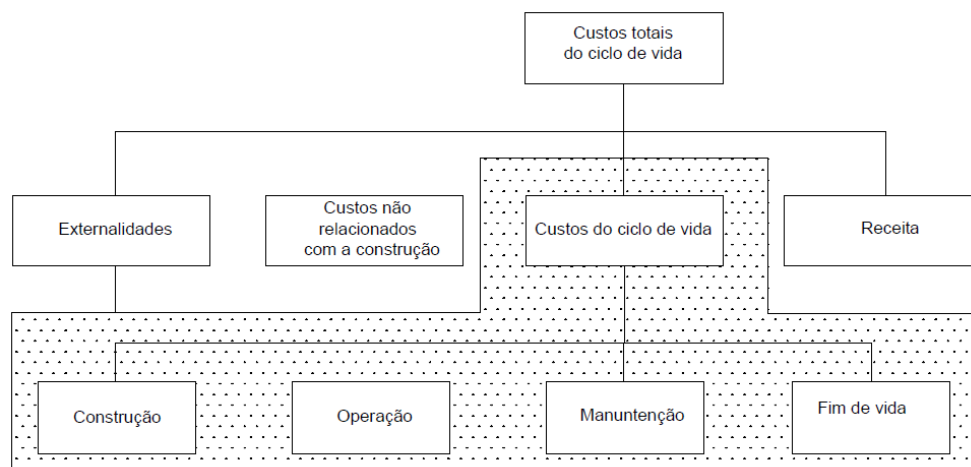 Custos totais
do ciclo de vida
Externalidades
Custos não
relacionados
com a construção
Custos do ciclo de vida
Receita
Construção
Operação
Manuntenção
Fim de vida